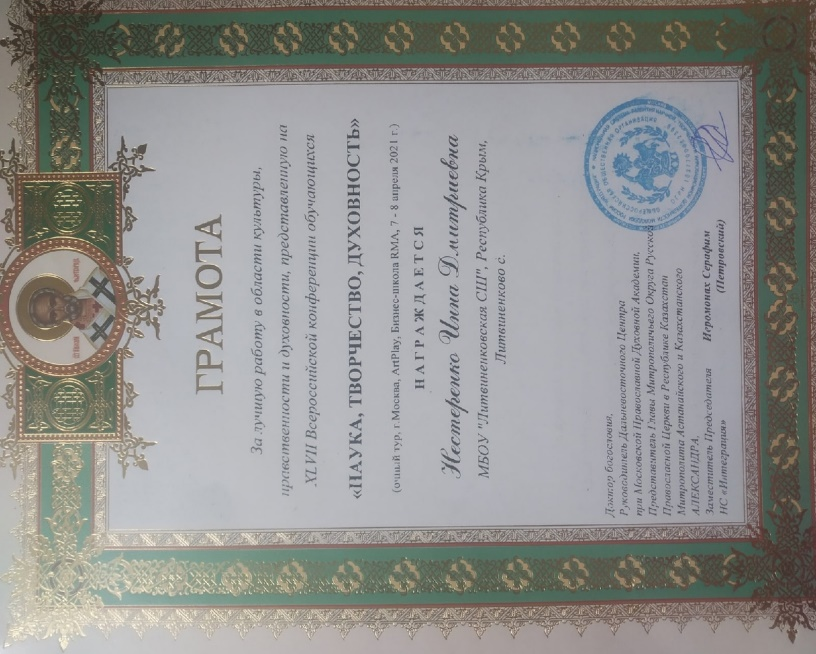 ГРАМОТА
За лучшую работу в области культуры,
нравственности и духовности, представленную на
XLVII Всероссийской конференции обучающихся
«НАУКА, ТВОРЧЕСТВО, ДУХОВНОСТЬ»
(очный тур, г. Москва, ArtPlay, Бизнес-школа RMA, 7 - 8 апреля 2021 г.)
НАГРАЖДАЕТСЯ
Нестеренко Инна Дмитриевна
МБОУ "Литвиненковская СШ", Республика Крым,
Литвиненково с.
Доктор богословия,
Руководитель Дальневосточного Центра
при Московской Православной Духовной Академии,
Представитель Главы Митрополичьего Округа Русской
Православной Церкви в Республике Казахстан
Митрополита Астанайского и Казахстанского
АЛЕКСАНДРА,
Заместитель Председателя Иеромонах Серафим
НС «Интеграция» (Петровский)